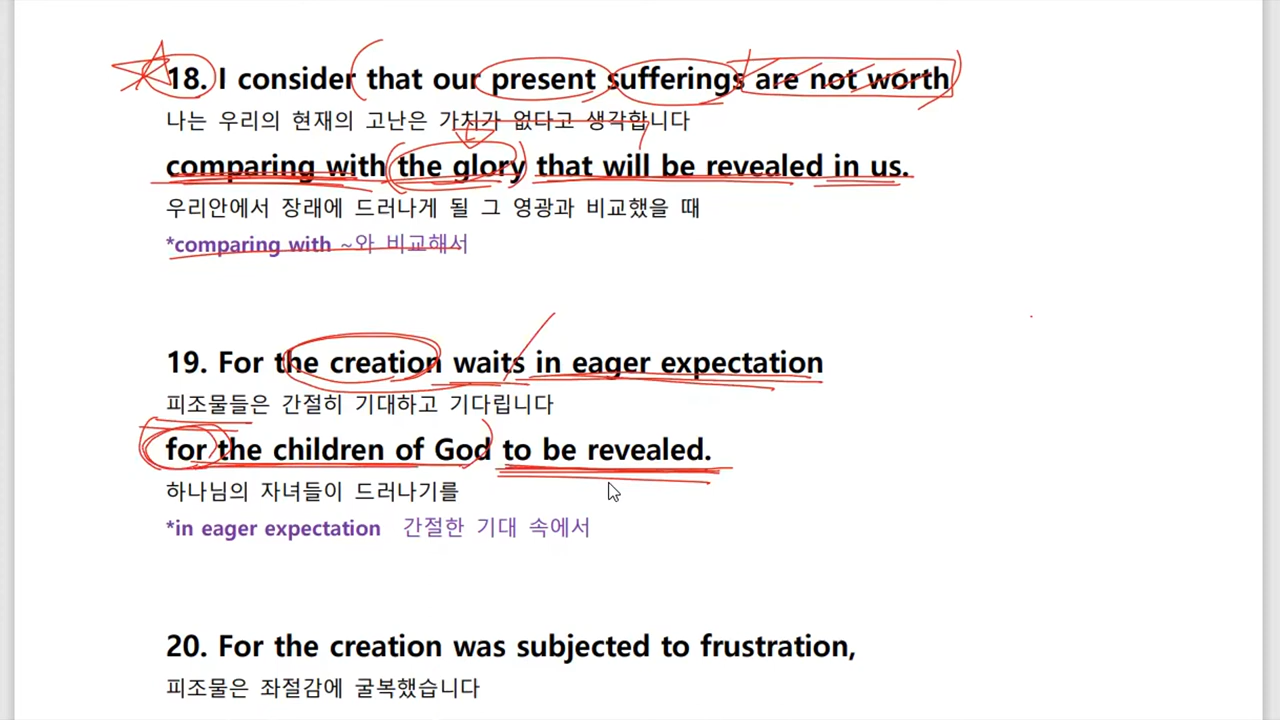 18. I consider that our present sufferings are not worth
나는 우리의 현재의 고난은 가치가 없다고 생각합니다
comparing with the glory that will be revealed in us.
우리안에서 장래에 드러나게 될 그 영광과 비교했을 때
*comparing with ~와 비교해서
19. For the creation waits in eager expectation
피조물들은 간절히 기대하고 기다립니다
for the children of God to be revealed.
하나님의 자녀들이 드러나기를
*in eager expectation 간절한 기대 속에서
20. For the creation was subjected to frustration,
피조물은 좌절감에 굴복했습니다